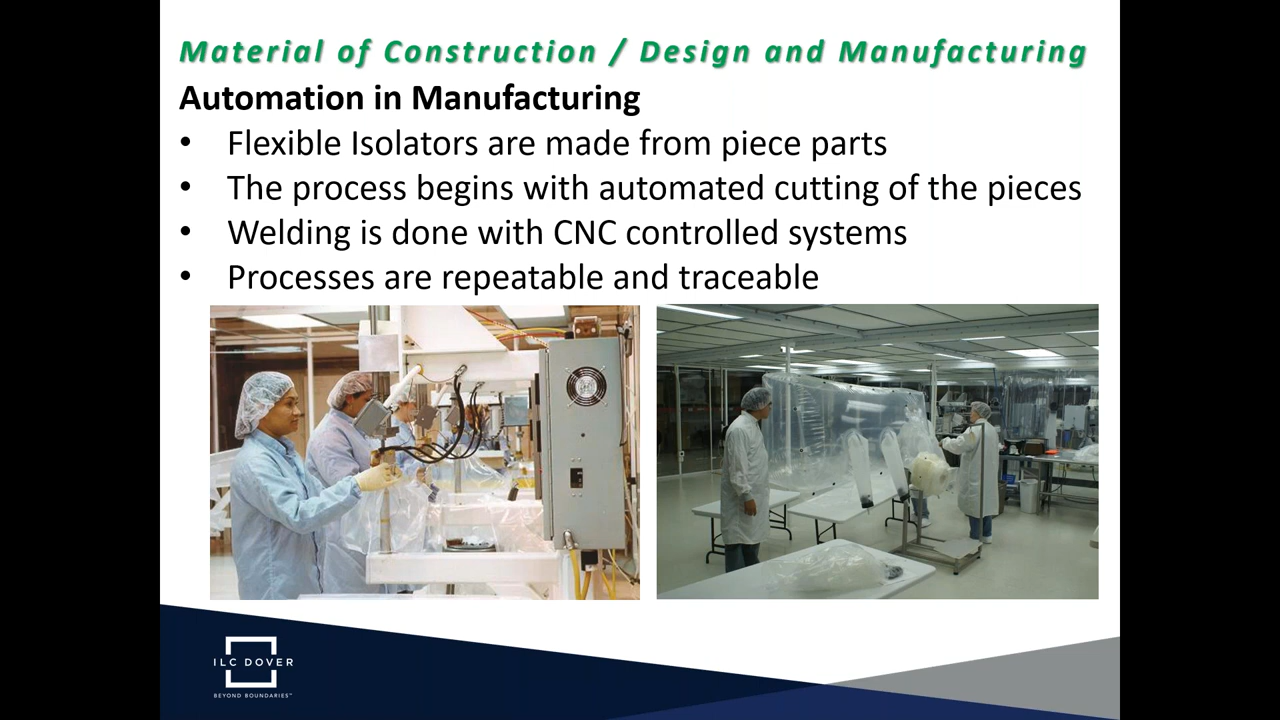 Material of Construction / Design and Manufacturing
Automation in Manufacturing
• Flexible Isolators are made from piece parts
• The process begins with automated cutting of the pieces
• Welding is done with CNC controlled systems
• Processes are repeatable and traceable
ILC DOVER
BEYOND BOUNDARIES™